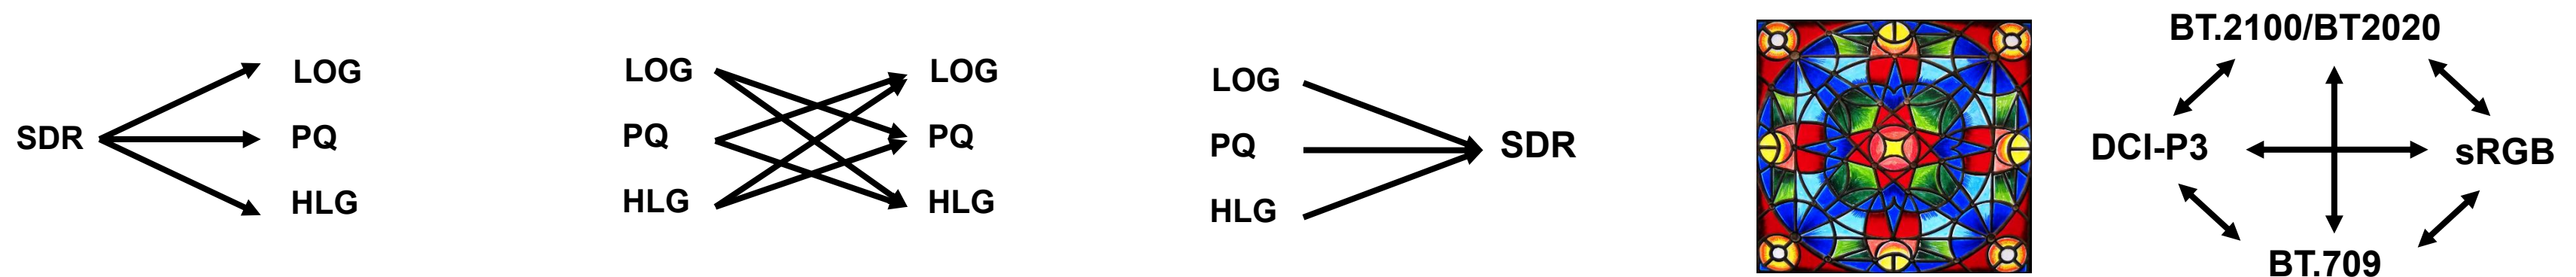 SDR
LOG
PQ
HLG
LOG
PQ
HLG
LOG
PQ
HLG
LOG
PQ
HLG
SDR
BT.2100/BT2020
DCI-P3
sRGB
BT.709